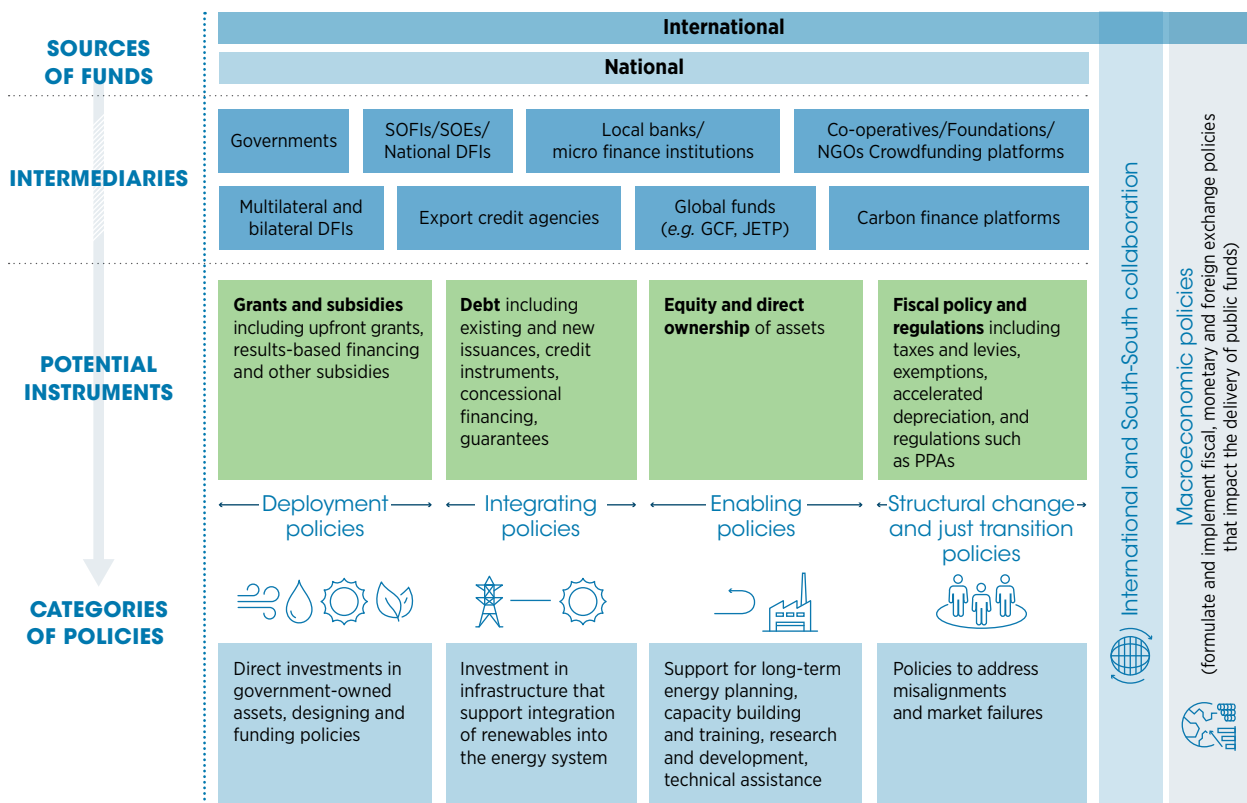 International
SOURCES
OF FUNDS
National
Governments
SOFIs/SOEs/
National DFIs
Local banks/
micro finance institutions
Co-operatives/Foundations/
NGOs Crowdfunding platforms
INTERMEDIARIES
Multilateral and
bilateral DFIs
Export credit agencies
Global funds
(e.g. GCF, JETP)
Carbon finance platforms
POTENTIAL
INSTRUMENTS
Grants and subsidies
including upfront grants,
results-based financing
and other subsidies
Debt including
existing and new
issuances, credit
instruments,
concessional
financing,
guarantees
Equity and direct
ownership of assets
Fiscal policy and
regulations including
taxes and levies,
exemptions,
accelerated
depreciation, and
regulations such
as PPAs
Deployment
policies
Integrating
policies
Enabling
policies
Structural change
and just transition
policies
CATEGORIES
OF POLICIES
Direct investments in
government-owned
assets, designing and
funding policies
Investment in
infrastructure that
support integration
of renewables into
the energy system
Support for long-term
energy planning,
capacity building
and training, research
and development,
technical assistance
Policies to address
misalignments
and market failures
International and South-South collaboration
Macroeconomic policies
(formulate and implement fiscal, monetary and foreign exchange policies
that impact the delivery of public funds)